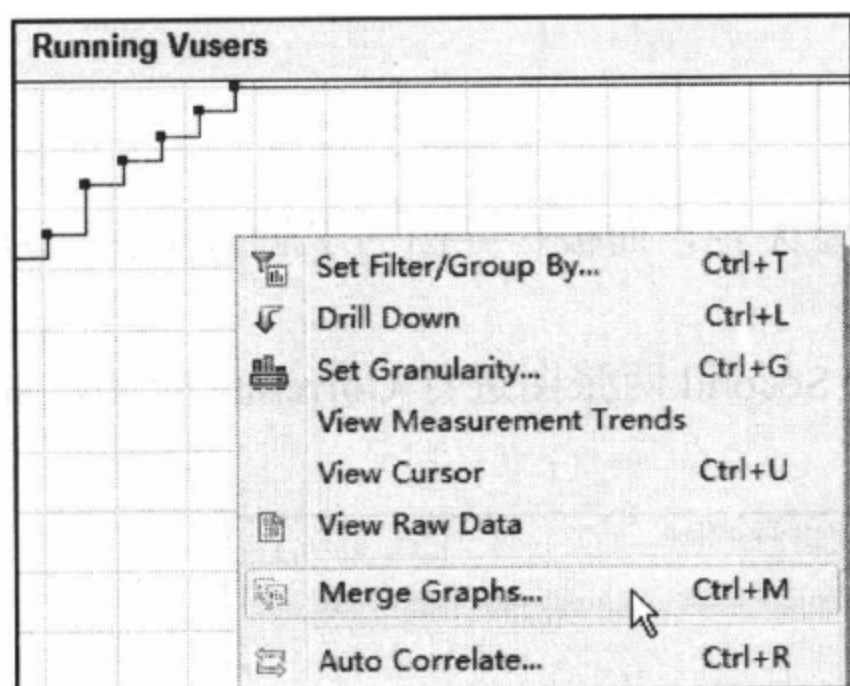 Running Vusers
Set Filter/Group By... Ctrl+T
Drill Down Ctrl+L
Set Granularity... Ctrl+G
View Measurement Trends
View Cursor Ctrl+U
View Raw Data
Merge Graphs... Ctrl+M
Auto Correlate... Ctrl+R